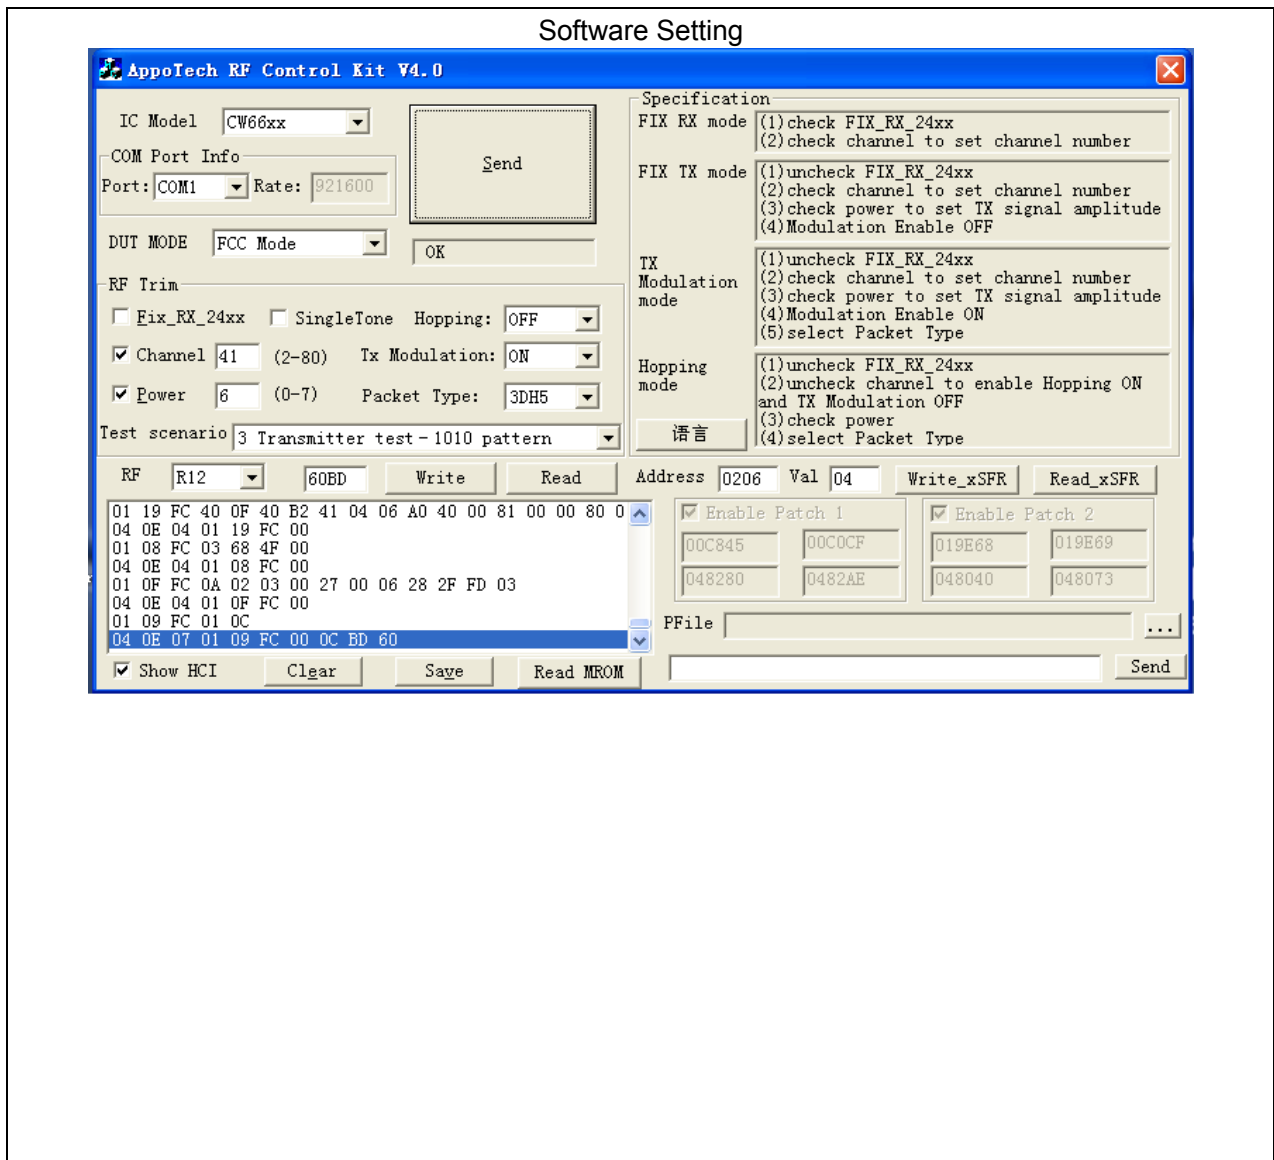 Software Setting
AppoTech RF Control Kit V4.0
IC Model CW66xx
COM Port Info
Port: COM1 Rate: 921600
Send
DUT MODE FCC Mode
OK
RF Trim
Fix_RX_24xx SingleTone Hopping: OFF
Channel 41 (2-80) Tx Modulation: ON
Power 6 (0-7) Packet Type: 3DH5
Test scenario 3 Transmitter test-1010 pattern
Specification
FIX RX mode (1)check FIX_RX_24xx
(2)check channel to set channel number
FIX TX mode (1)uncheck FIX_RX_24xx
(2)check channel to set channel number
(3)check power to set TX signal amplitude
(4)Modulation Enable OFF
TX Modulation mode (1)uncheck FIX_RX_24xx
(2)check channel to set channel number
(3)check power to set TX signal amplitude
(4)Modulation Enable ON
(5)select Packet Type
Hopping mode (1)uncheck FIX_RX_24xx
(2)uncheck channel to enable Hopping ON
and TX Modulation OFF
(3)check power
(4)select Packet Type
语言
RF R12 60BD Write Read Address 0206 Val 04 Write_xSFR Read_xSFR
01 19 FC 40 0F 40 B2 41 04 06 A0 40 00 81 00 00 80 0
04 0E 04 01 19 FC 00
01 08 FC 03 68 4F 00
04 0E 04 01 08 FC 00
01 0F FC 0A 02 03 00 27 00 06 28 2F FD 03
04 0E 04 01 0F FC 00
01 09 FC 01 0C
04 0E 07 01 09 FC 00 0C BD 60
Enable Patch 1 Enable Patch 2
00C845 00C0CF 019E68 019E69
048280 0482AE 048040 048073
PFile ...
Show HCI Clear Save Read MROM Send